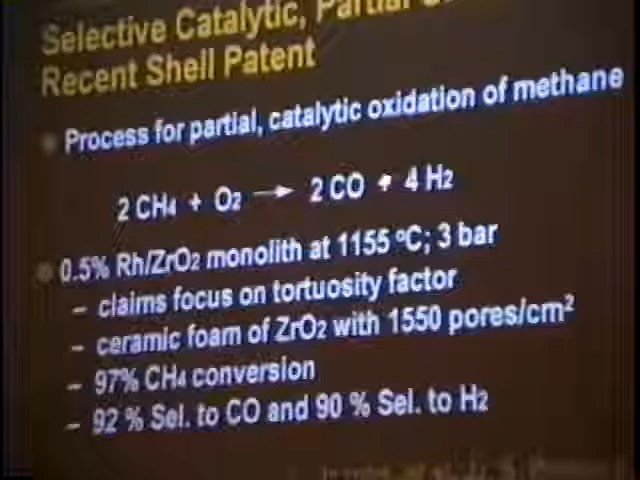 Selective Catalytic, Partial
Recent Shell Patent
Process for partial, catalytic oxidation of methane
2 CH₄ + O₂ → 2 CO + 4 H₂
0.5% Rh/ZrO₂ monolith at 1155 ºC; 3 bar
– claims focus on tortuosity factor
– ceramic foam of ZrO₂ with 1550 pores/cm²
– 97% CH₄ conversion
– 92 % Sel. to CO and 90 % Sel. to H₂